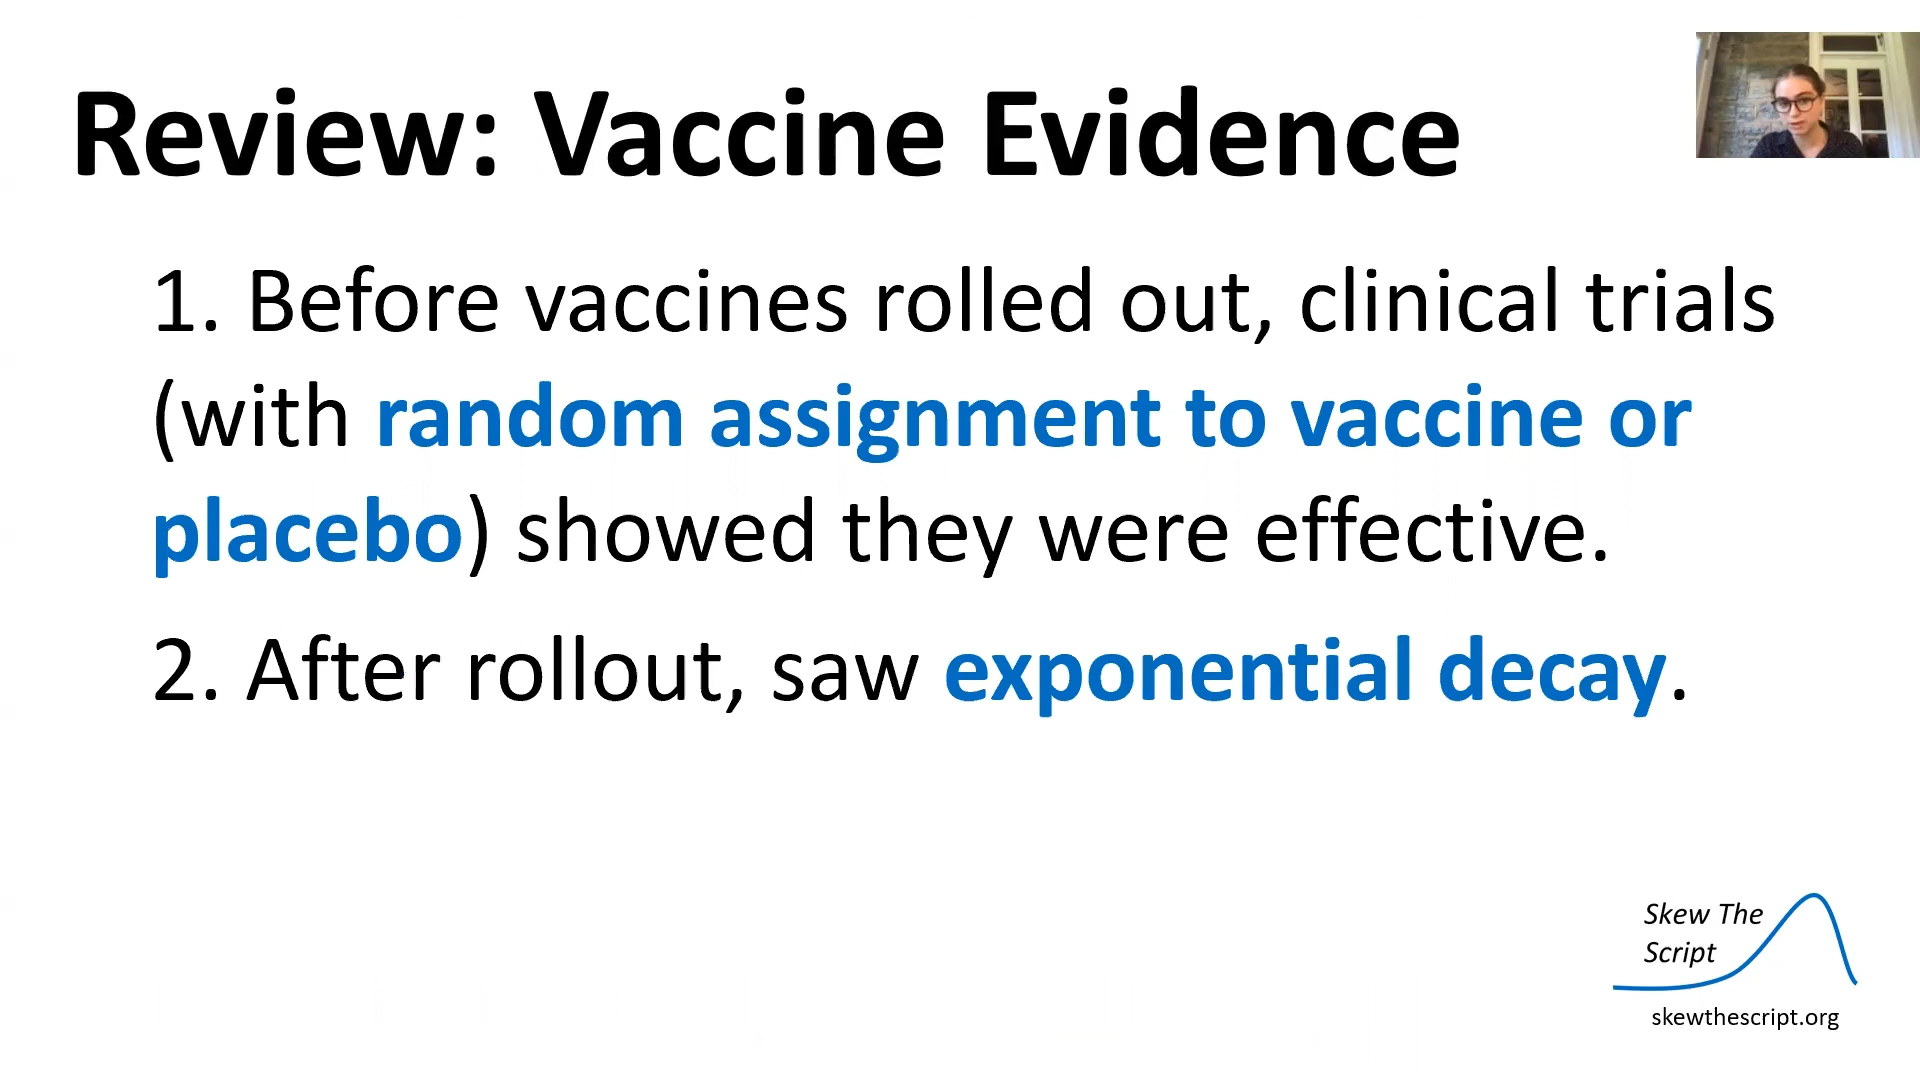 Review: Vaccine Evidence
1. Before vaccines rolled out, clinical trials
(with random assignment to vaccine or
placebo) showed they were effective.
2. After rollout, saw exponential decay.
Skew The
Script
skewthescript.org